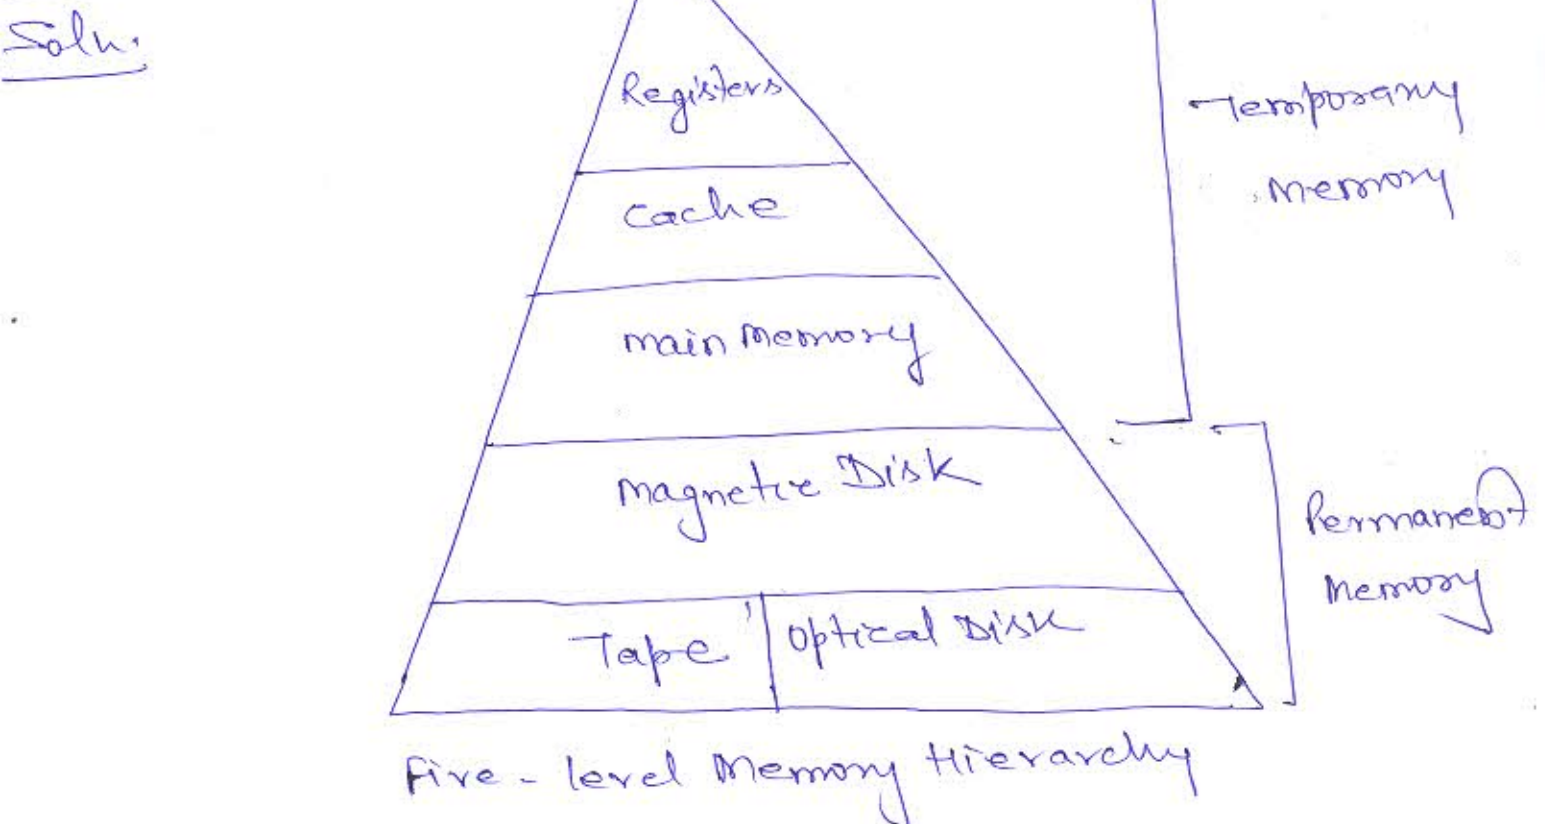 Soln.
Registers
Temporary
Memory
Cache
main Memory
Magnetic Disk
Permanent
Memory
Tape
Optical Disk
Five-level Memory Hierarchy